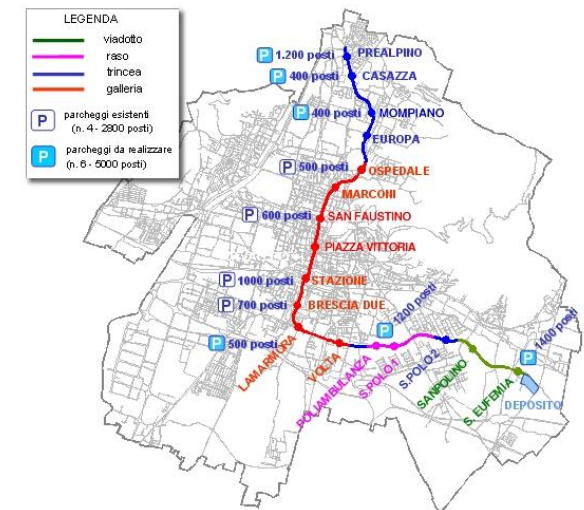 LEGENDA
viadotto
raso
trincea
galleria
P parcheggi esistenti
(n. 4 - 2800 posti)
P parcheggi da realizzare
(n. 6 - 5000 posti)
P 1.200 posti PREALPINO
P 400 posti CASAZZA
P 400 posti MOMPIANO
EUROPA
P 500 posti OSPEDALE
MARCONI
P 600 posti SAN FAUSTINO
PIAZZA VITTORIA
P 1000 posti STAZIONE
P 700 posti BRESCIA DUE
P 500 posti
LAMARMORA
VOLTA
POLIAMBULANZA
P 1200 posti
S.POLO 1
S.POLO 2
SANPOLINO
S. EUFEMIA
P 1400 posti
DEPOSITO